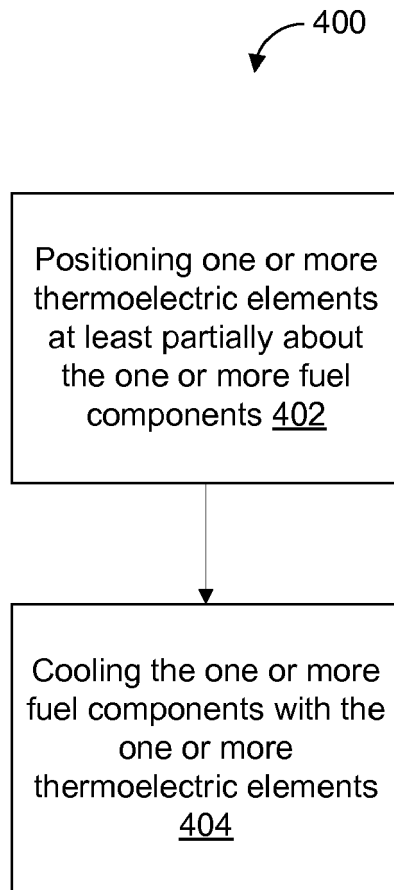 400
Positioning one or more
thermoelectric elements
at least partially about
the one or more fuel
components 402
Cooling the one or more
fuel components with the
one or more
thermoelectric elements
404